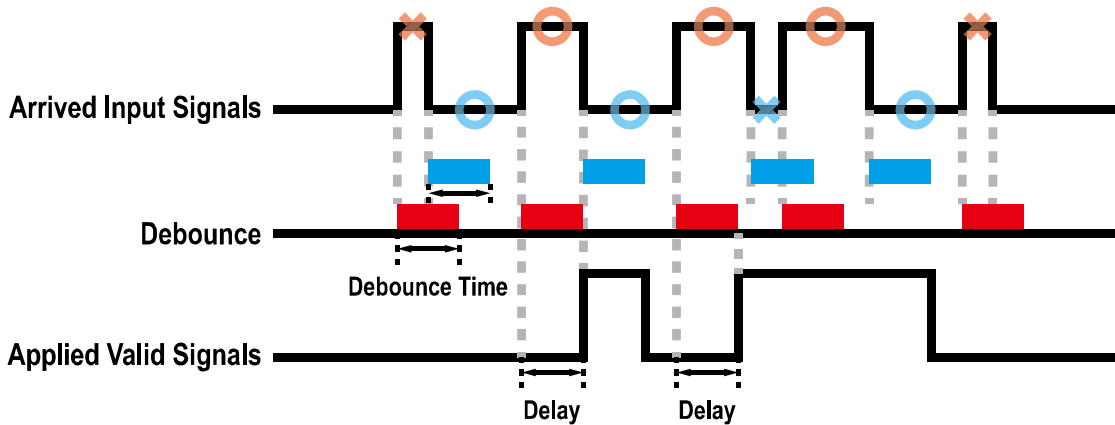 Arrived Input Signals
Debounce
Debounce Time
Applied Valid Signals
Delay
Delay